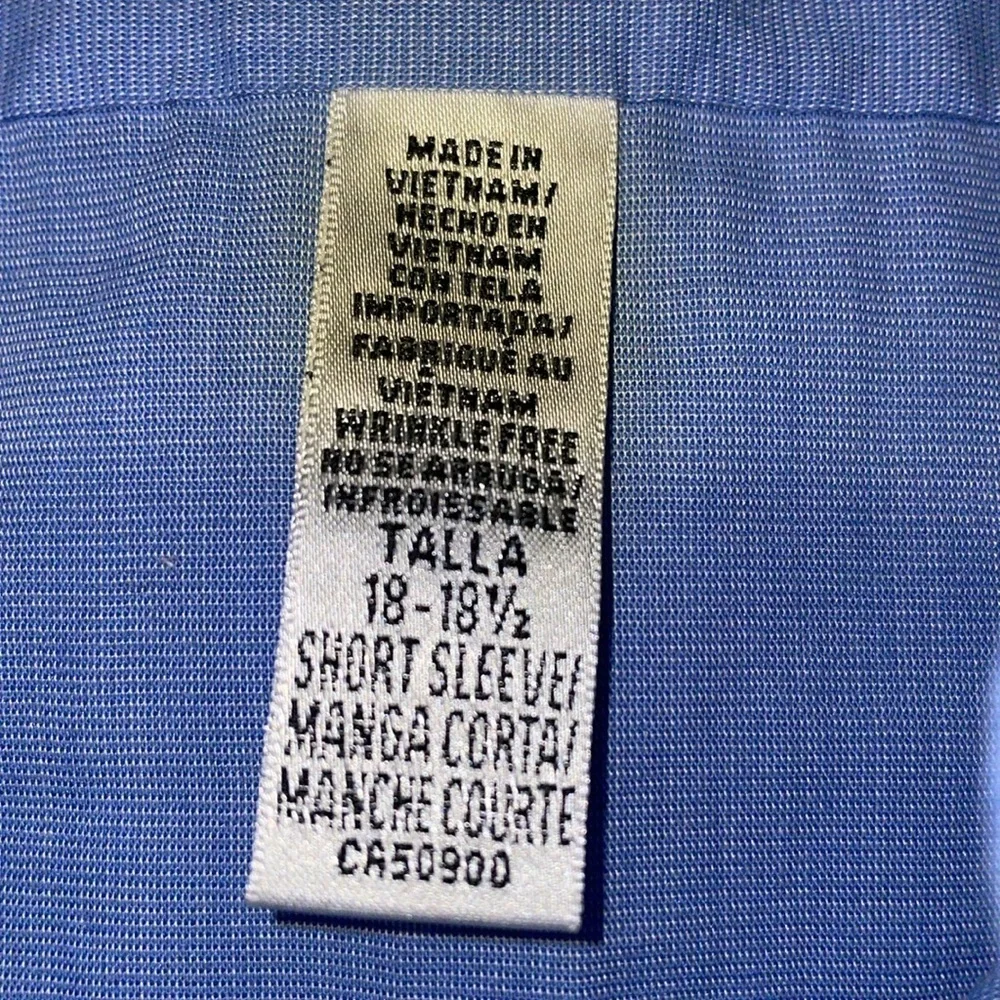 MADE IN
VIETNAM/
HECHO EN
VIETNAM
CON TELA
IMPORTADA/
FABRIQUÉ AU
VIETNAM
WRINKLE FREE
NO SE ARRUGA/
INFROISSABLE
TALLA
18-18½
SHORT SLEEVE/
MANGA CORTA/
MANCHE COURTE
CA50900